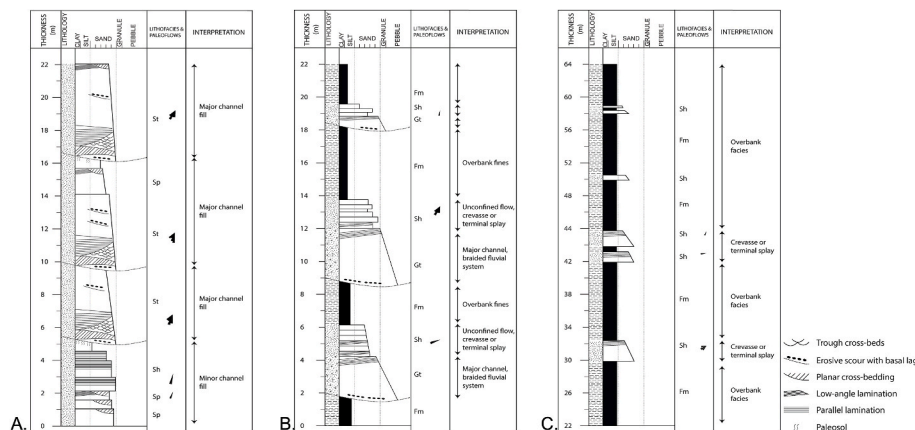 THICKNESS (m)
LITHOLOGY
CLAY
SILT
SAND
GRANULE
PEBBLE
LITHOFACIES & PALEOFLOWS
INTERPRETATION
22
20
18
16
14
12
10
8
6
4
2
0
St
Sp
St
St
Sh
Sp
Sp
Major channel fill
Major channel fill
Major channel fill
Minor channel fill
A.
THICKNESS (m)
LITHOLOGY
CLAY
SILT
SAND
GRANULE
PEBBLE
LITHOFACIES & PALEOFLOWS
INTERPRETATION
22
20
18
16
14
12
10
8
6
4
2
0
Fm
Sh
Gt
Fm
Sh
Gt
Fm
Sh
Gt
Fm
Overbank fines
Unconfined flow, crevasse or terminal splay
Major channel, braided fluvial system
Overbank fines
Unconfined flow, crevasse or terminal splay
Major channel, braided fluvial system
B.
THICKNESS (m)
LITHOLOGY
CLAY
SILT
SAND
GRANULE
PEBBLE
LITHOFACIES & PALEOFLOWS
INTERPRETATION
64
60
56
52
48
44
42
38
34
30
26
22
Sh
Fm
Sh
Fm
Sh
Sh
Fm
Sh
Fm
Overbank facies
Crevasse or terminal splay
Overbank facies
Crevasse or terminal splay
Overbank facies
C.
Trough cross-beds
Erosive scour with basal lag
Planar cross-bedding
Low-angle lamination
Parallel lamination
Paleosol